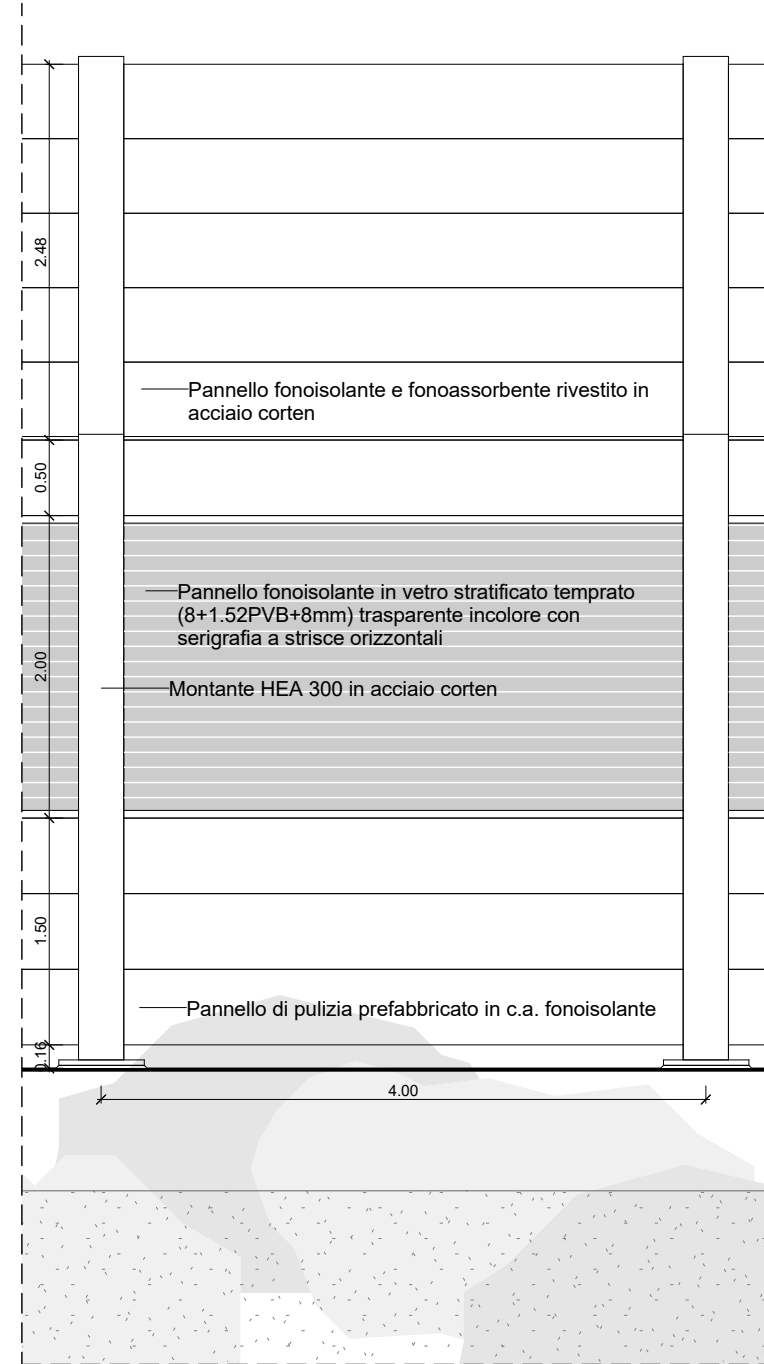 2.48
Pannello fonoisolante e fonoassorbente rivestito in
acciaio corten
0.50
Pannello fonoisolante in vetro stratificato temprato
(8+1.52PVB+8mm) trasparente incolore con
serigrafia a strisce orizzontali
2.00
Montante HEA 300 in acciaio corten
1.50
Pannello di pulizia prefabbricato in c.a. fonoisolante
0.16
4.00